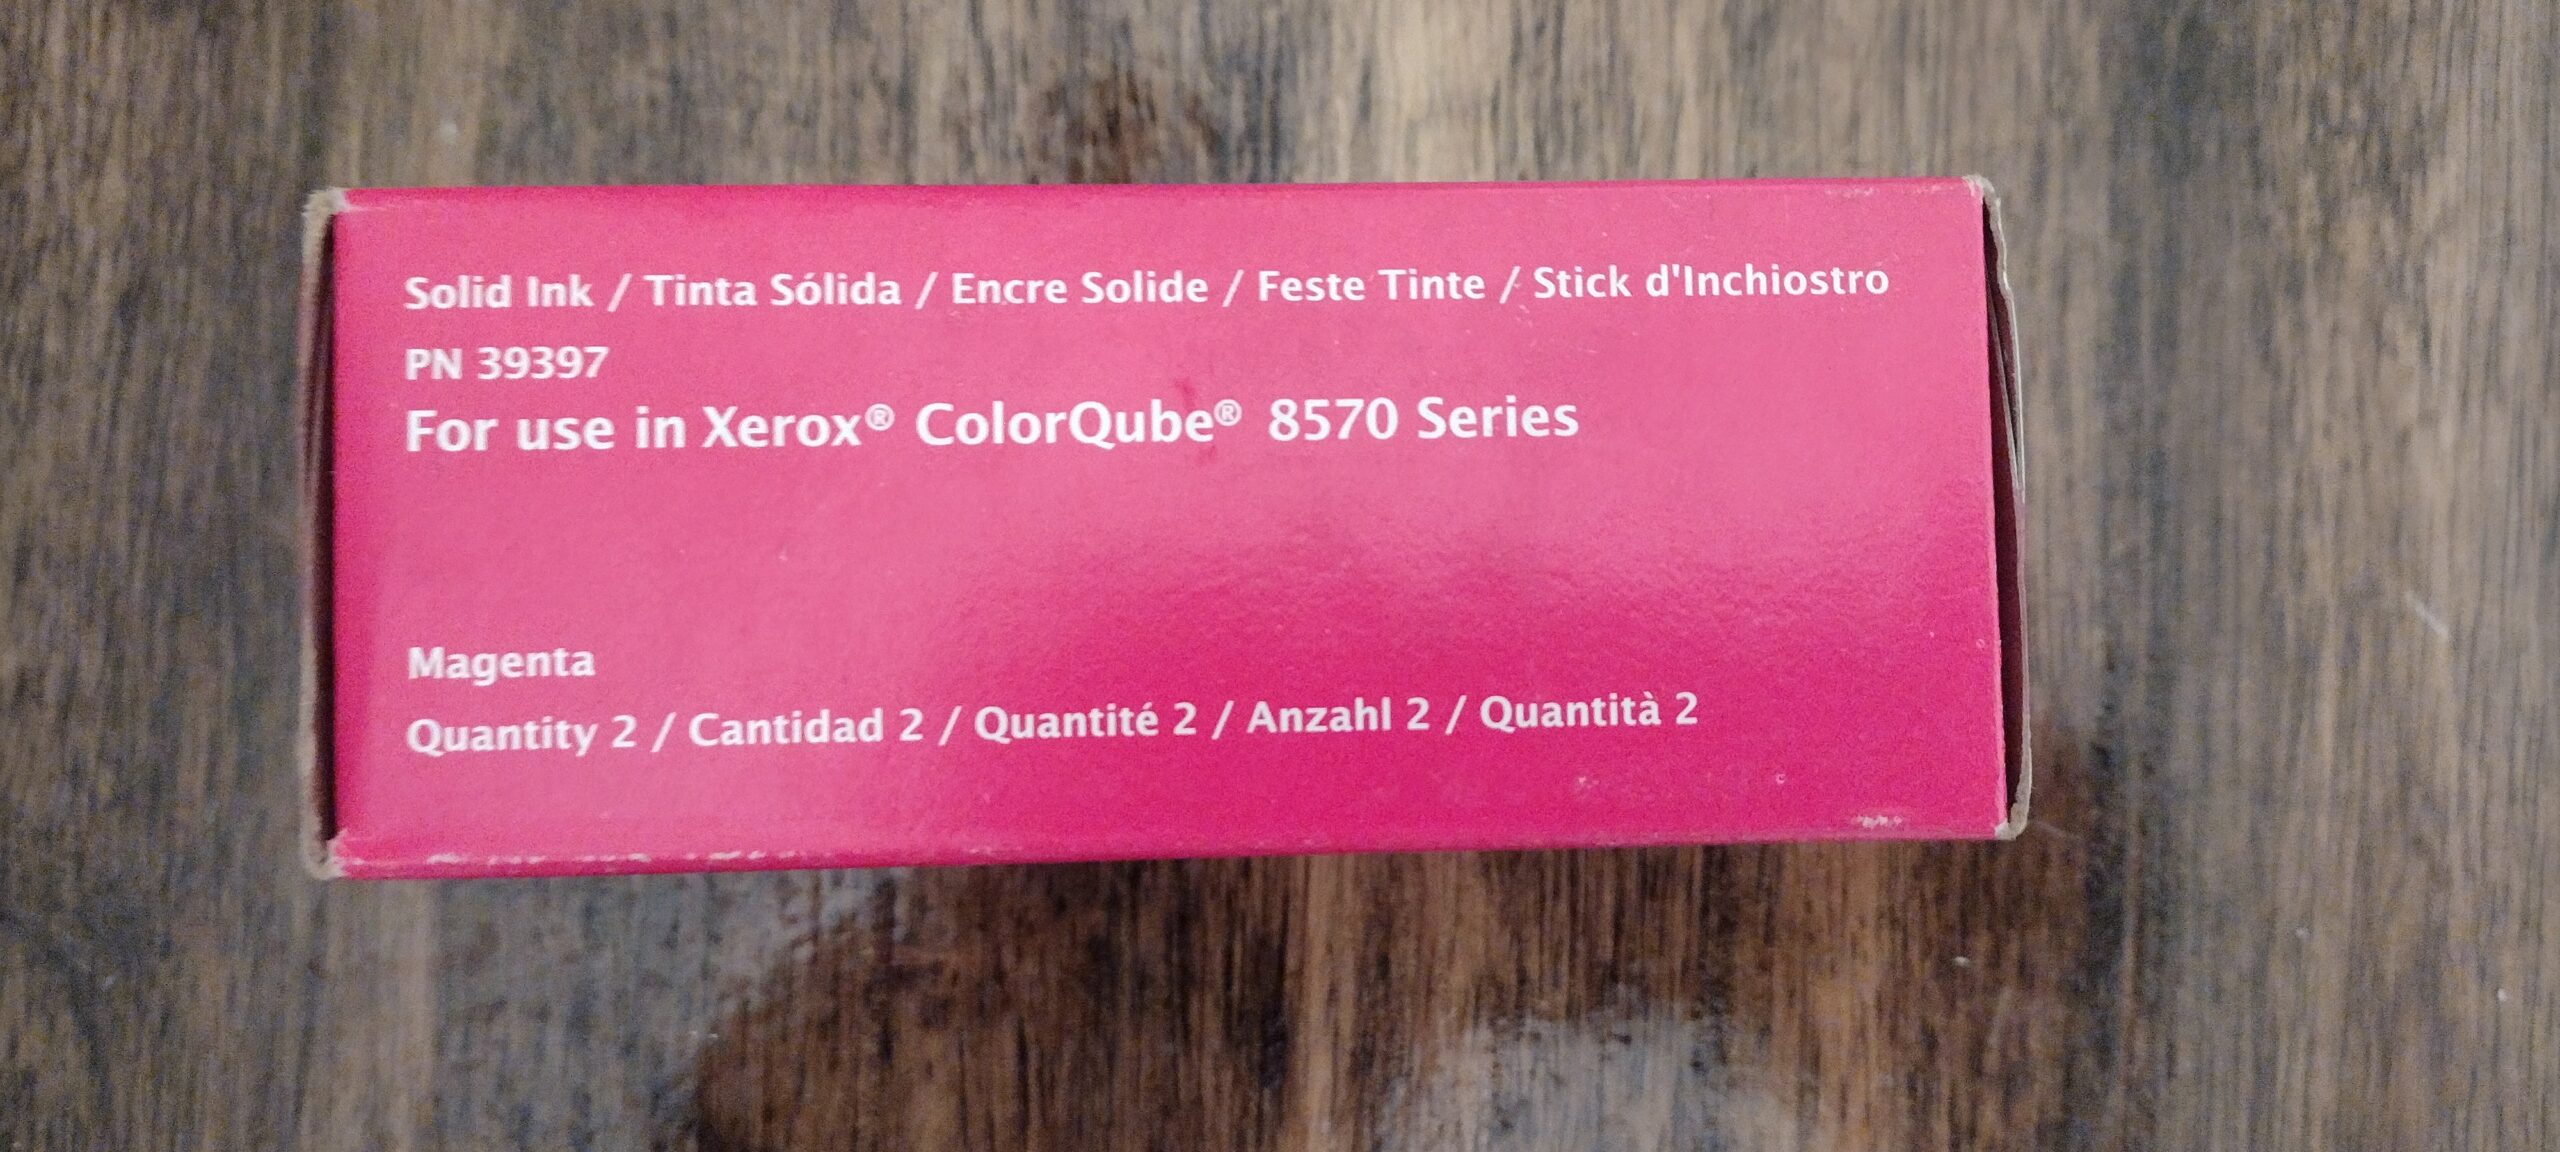 Solid Ink / Tinta Sólida / Encre Solide / Feste Tinte / Stick d'Inchiostro
PN 39397
For use in Xerox® ColorQube® 8570 Series
Magenta
Quantity 2 / Cantidad 2 / Quantité 2 / Anzahl 2 / Quantità 2